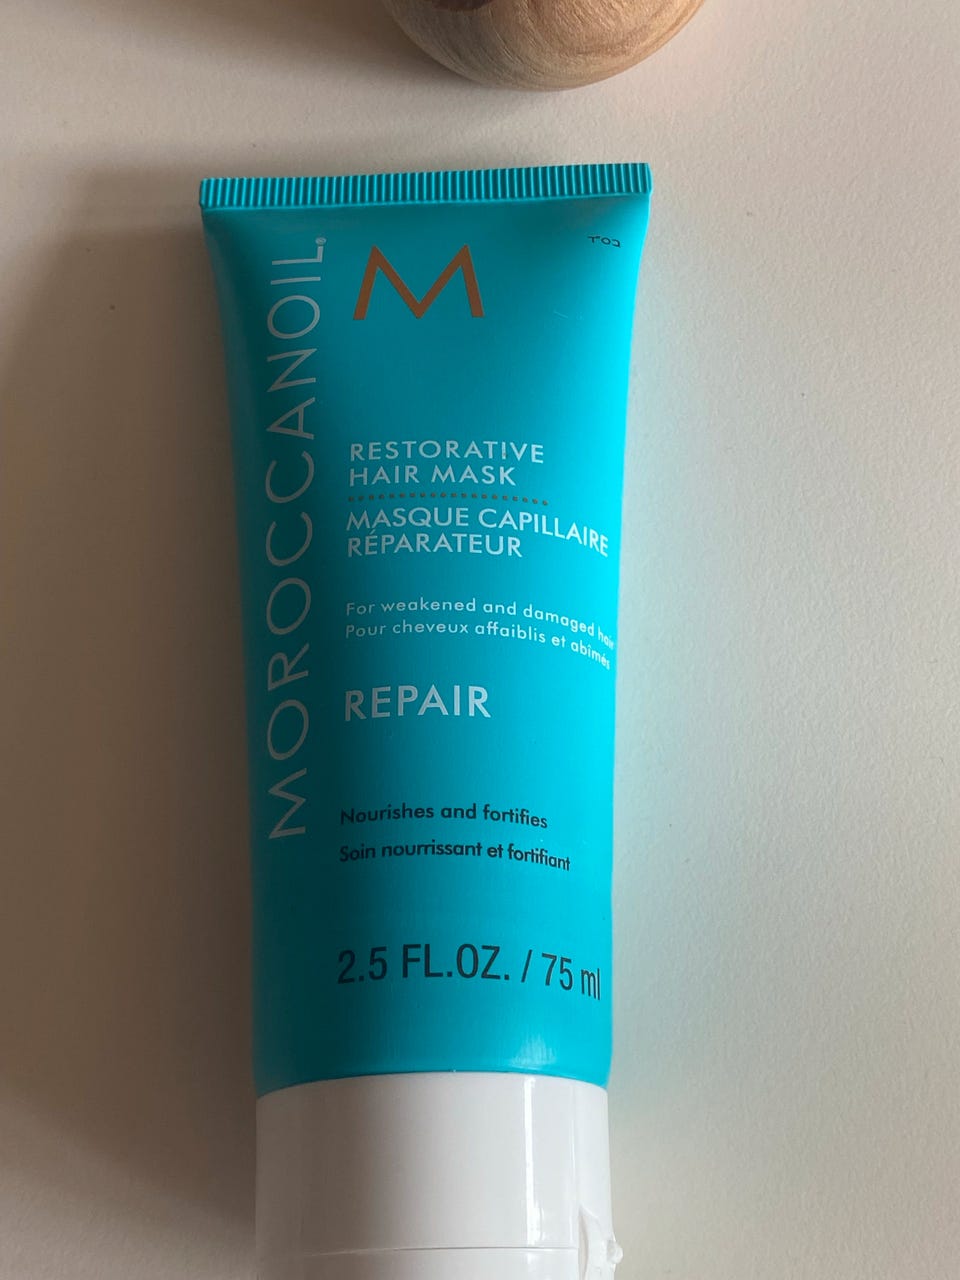 MOROCCANOIL®
M
RESTORATIVE
HAIR MASK
MASQUE CAPILLAIRE
RÉPARATEUR
For weakened and damaged hair
Pour cheveux affaiblis et abîmés
REPAIR
Nourishes and fortifies
Soin nourrissant et fortifiant
2.5 FL.OZ. / 75 ml